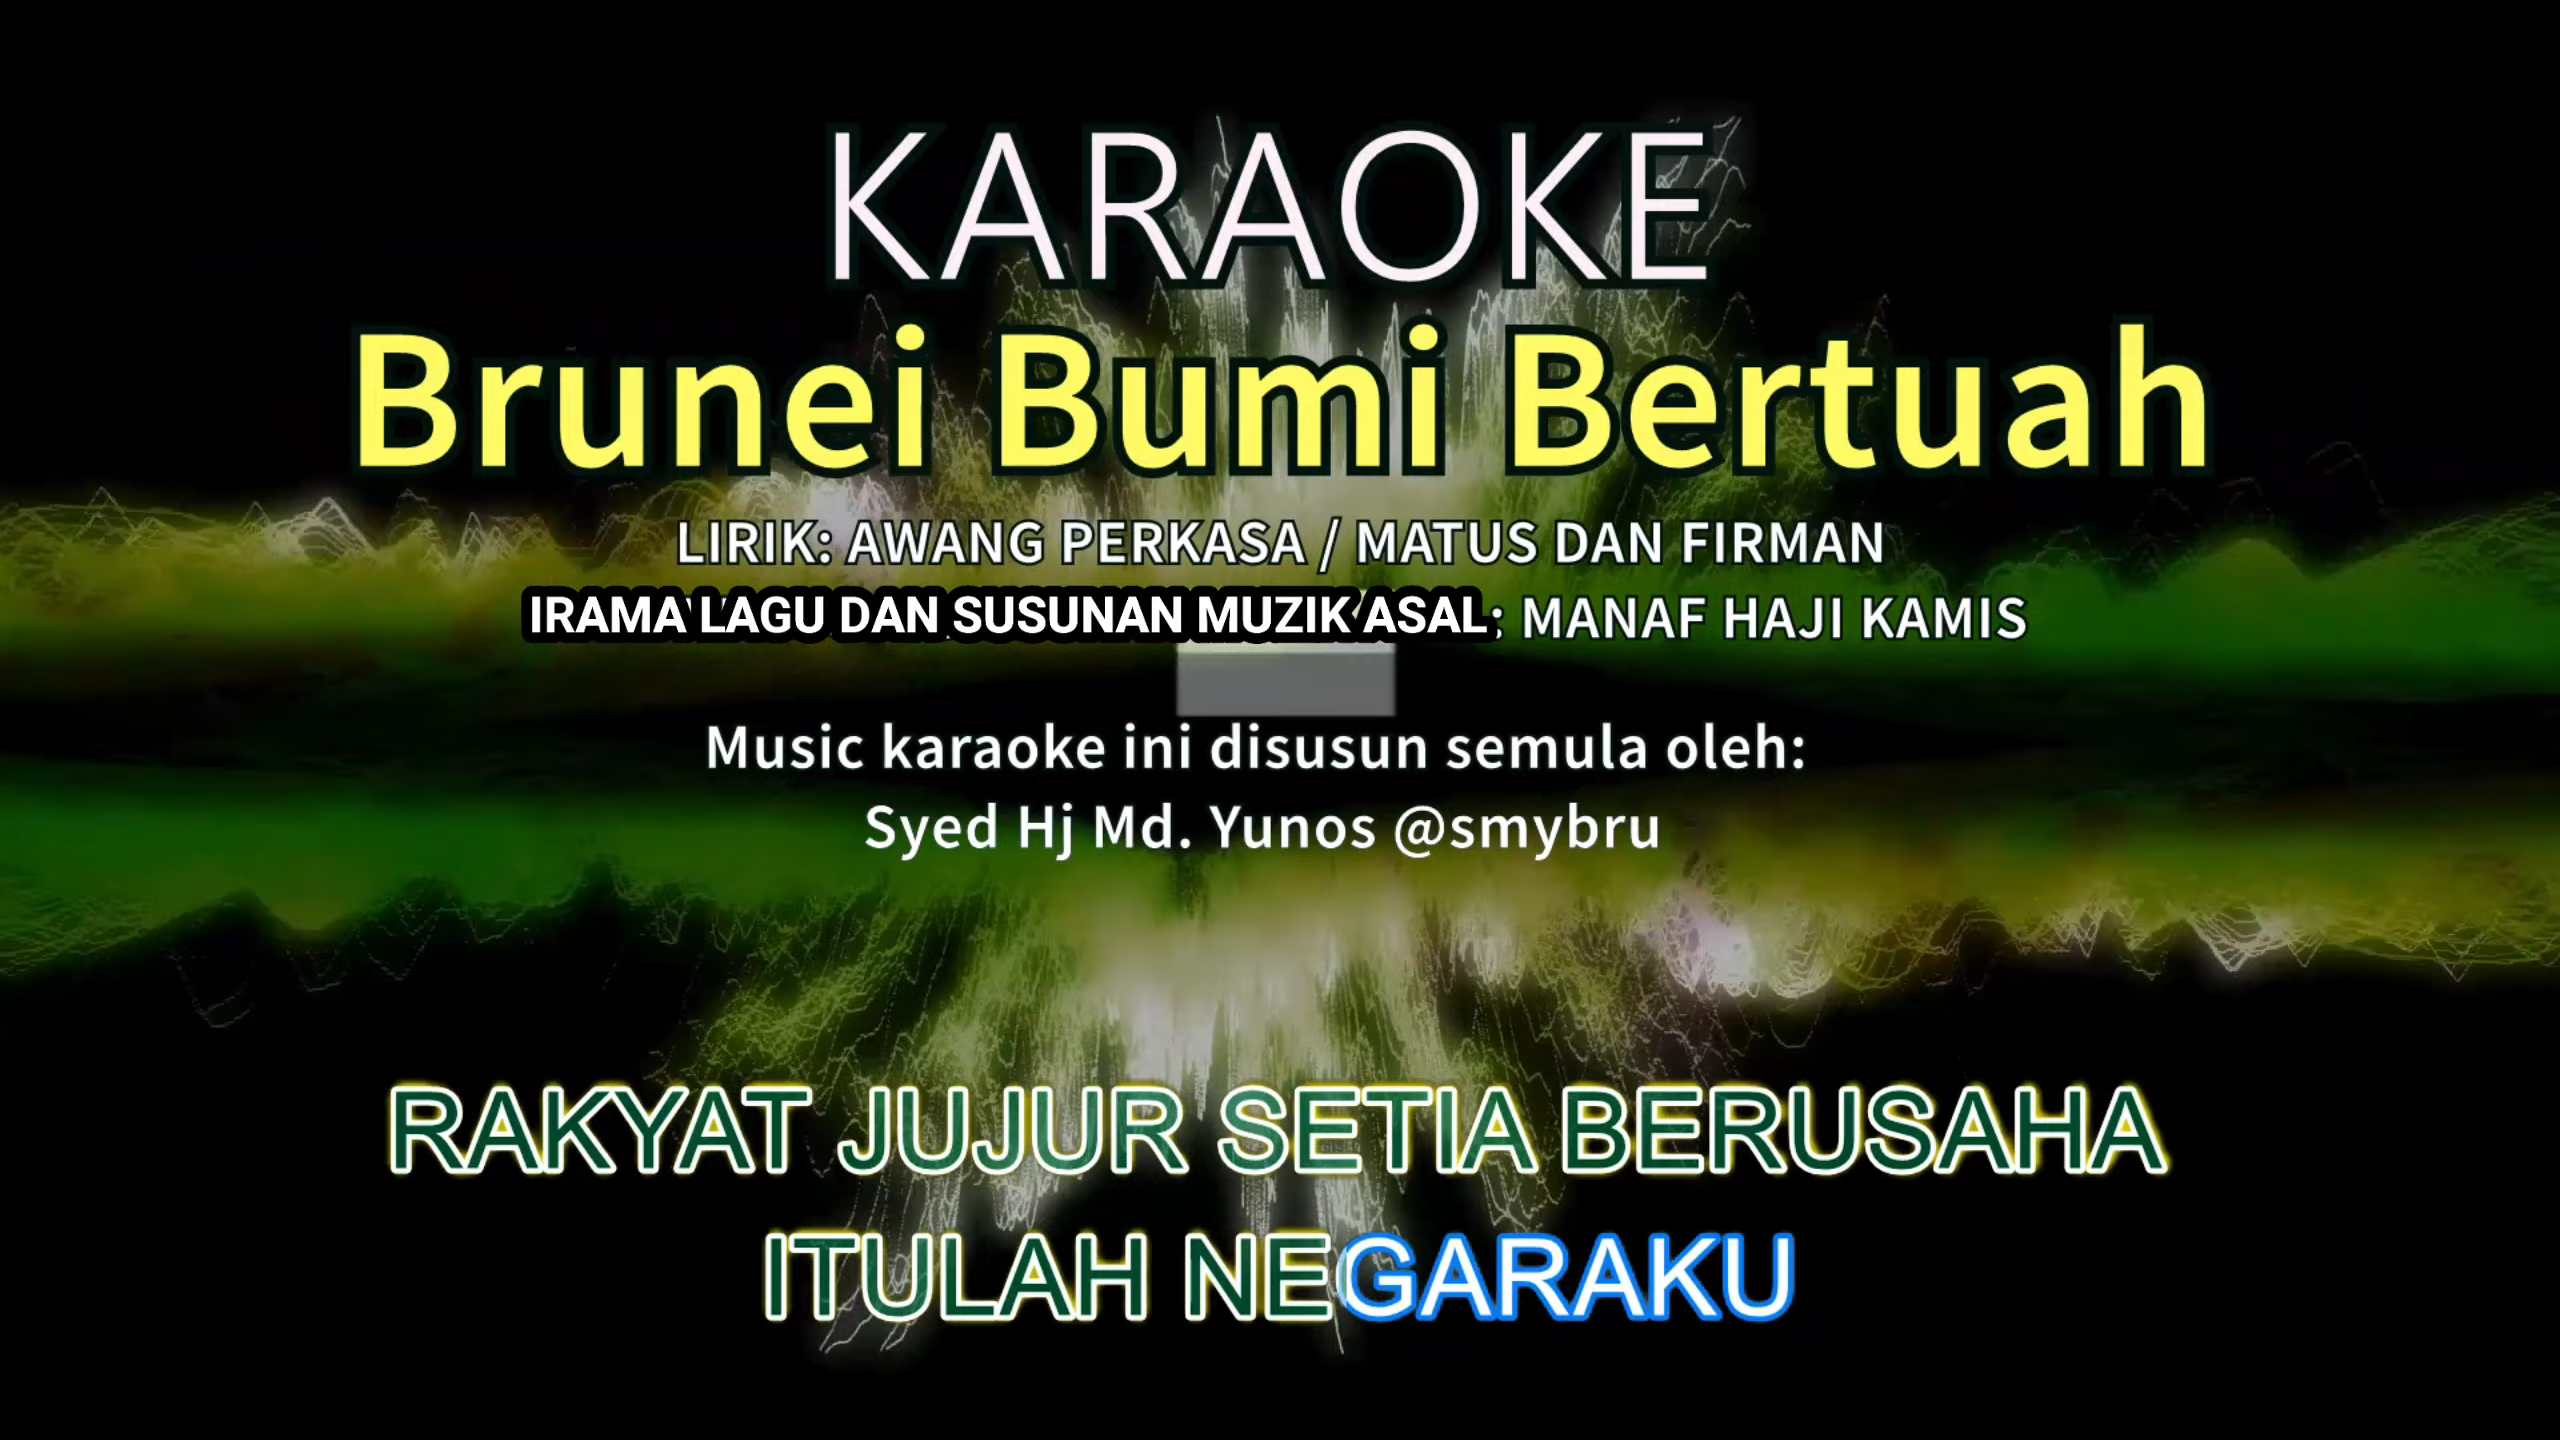 KARAOKE
Brunei Bumi Bertuah
LIRIK: AWANG PERKASA / MATUS DAN FIRMAN
IRAMA LAGU DAN SUSUNAN MUZIK ASAL : MANAF HAJI KAMIS
Music karaoke ini disusun semula oleh:
Syed Hj Md. Yunos @smybru
RAKYAT JUJUR SETIA BERUSAHA
ITULAH NEGARAKU